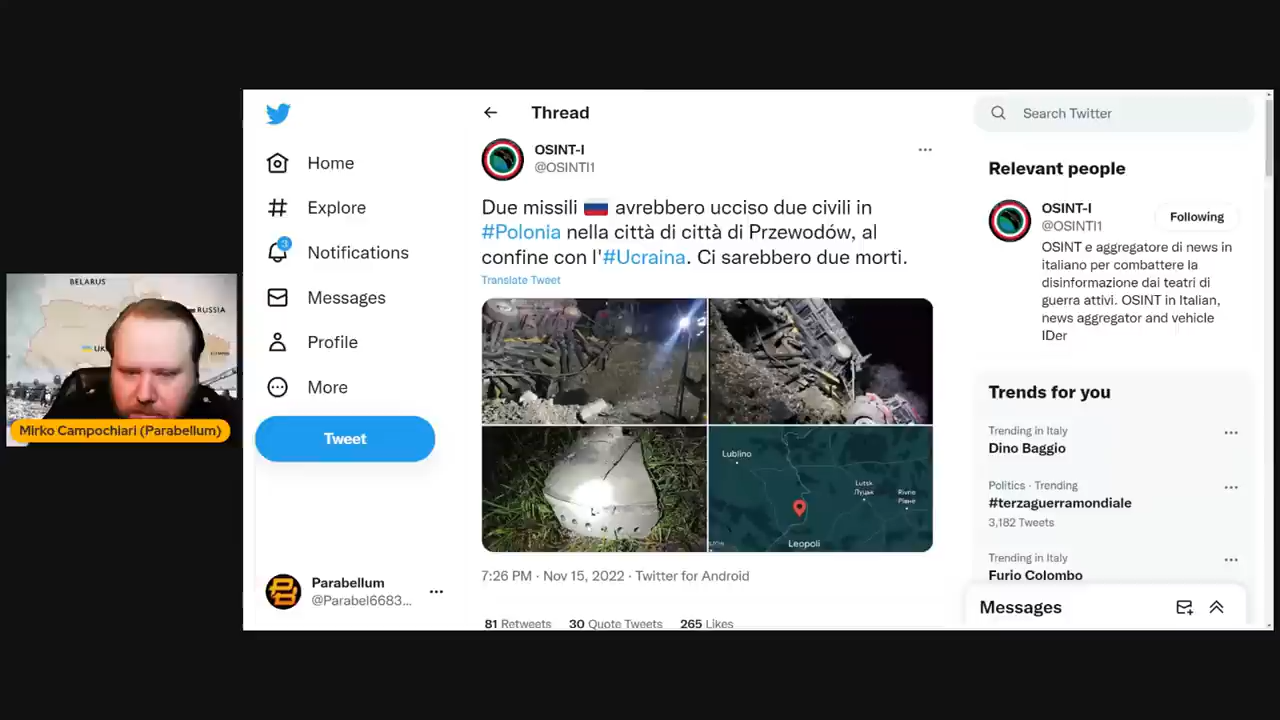 Thread
Search Twitter
OSINT-I
@OSINTI1
Home
Explore
3
Notifications
Messages
Profile
More
Tweet
Due missili 🇷🇺 avrebbero ucciso due civili in
#Polonia nella città di città di Przewodów, al
confine con l'#Ucraina. Ci sarebbero due morti.
Translate Tweet
Lublino
Lutsk
Луцьк
Rivne
Рівне
Leopoli
7:26 PM · Nov 15, 2022 · Twitter for Android
81 Retweets 30 Quote Tweets 265 Likes
Relevant people
OSINT-I
@OSINTI1
Following
OSINT e aggregatore di news in
italiano per combattere la
disinformazione dai teatri di
guerra attivi. OSINT in Italian,
news aggregator and vehicle
IDer
Trends for you
Trending in Italy
Dino Baggio
Politics · Trending
#terzaguerramondiale
3,182 Tweets
Trending in Italy
Furio Colombo
Messages
Parabellum
@Parabel6683...
BELARUS
RUSSIA
Mirko Campochiari (Parabellum)